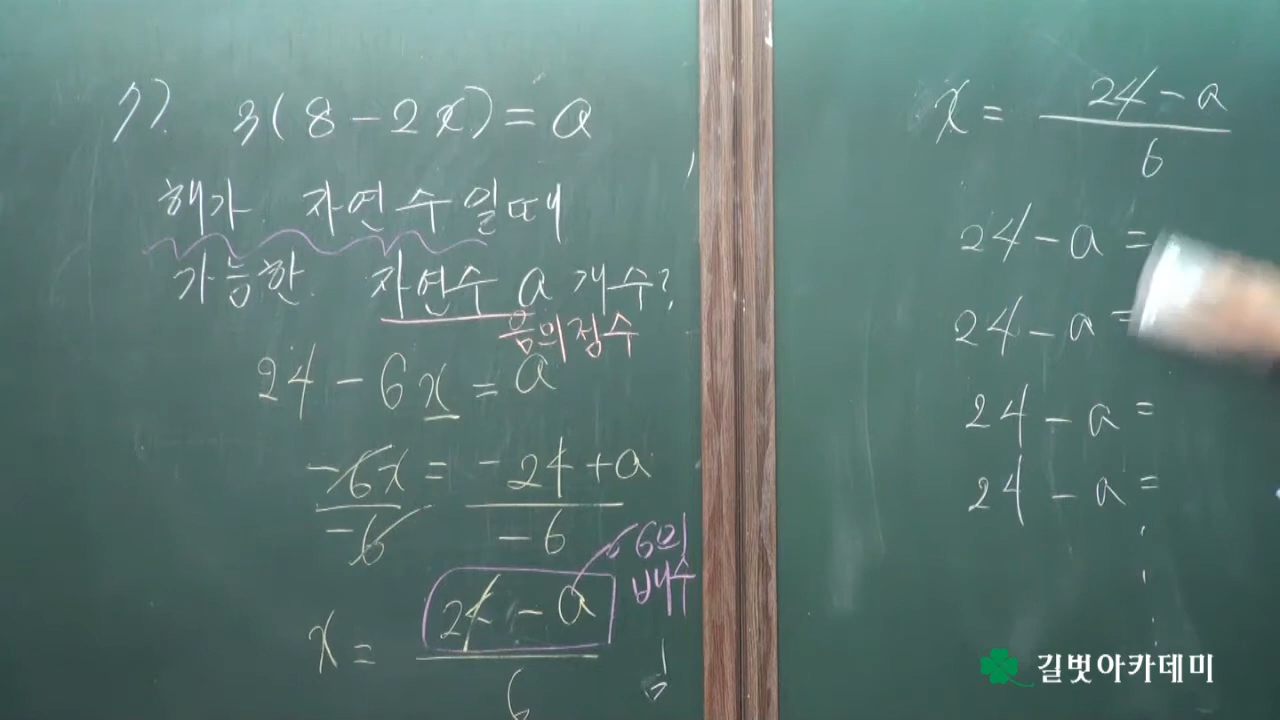 7). 3(8-2x)=a
해가 자연수일때
가능한 자연수 a 개수?
음의정수
24-6x=a
-6x/-6 = -24+a/-6
6의
배수
x = 24-a/6
x = 24-a/6
24-a=
24-a=
24-a=
24-a=
길벗아카데미